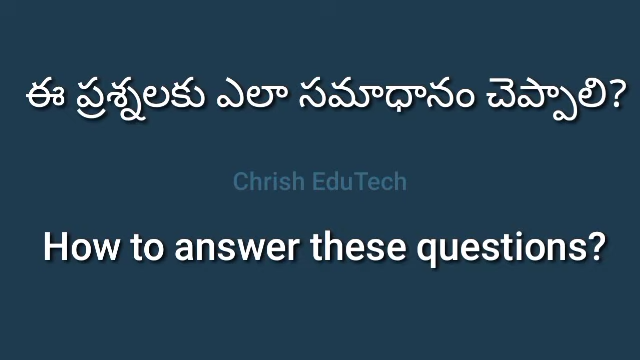 ఈ ప్రశ్నలకు ఎలా సమాధానం చెప్పాలి?
Chrish EduTech
How to answer these questions?